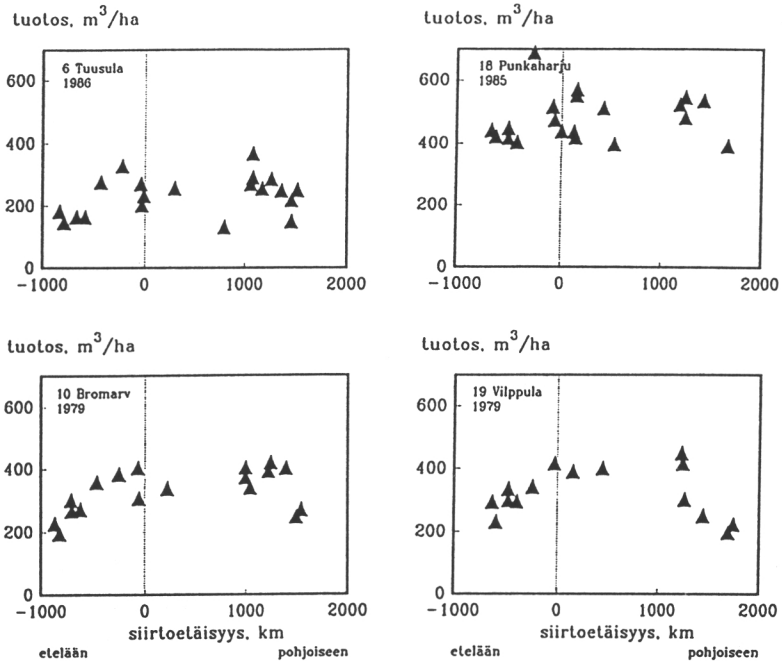 tuotos, m³/ha
600
400
200
0
6 Tuusula
1986
-1000 0 1000 2000
tuotos, m³/ha
600
400
200
0
18 Punkaharju
1985
-1000 0 1000 2000
tuotos, m³/ha
600
400
200
0
10 Bromarv
1979
-1000 0 1000 2000
siirtoetäisyys, km
etelään pohjoiseen
tuotos, m³/ha
600
400
200
0
19 Vilppula
1979
-1000 0 1000 2000
siirtoetäisyys, km
etelään pohjoiseen